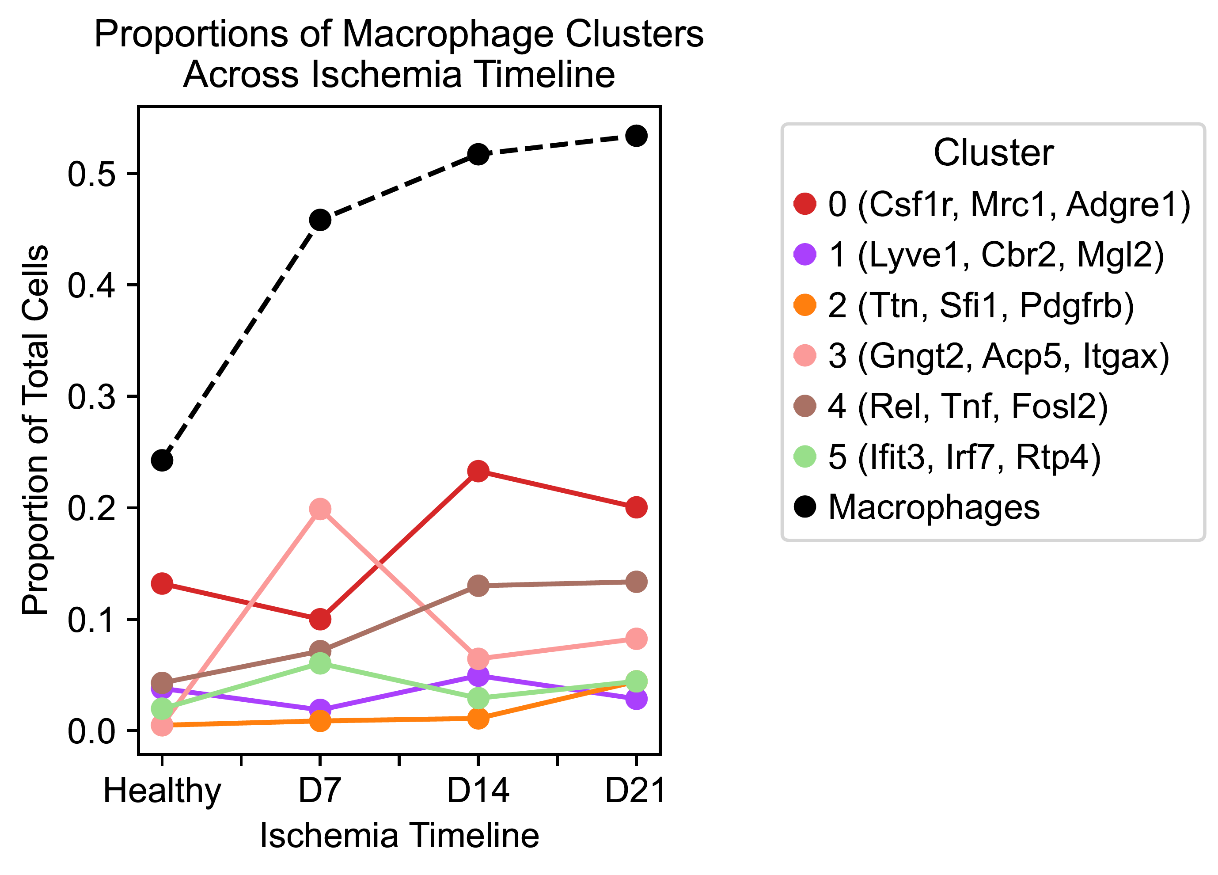 Proportions of Macrophage Clusters
Across Ischemia Timeline
Proportion of Total Cells
0.5
0.4
0.3
0.2
0.1
0.0
Healthy
D7
D14
D21
Ischemia Timeline
Cluster
0 (Csf1r, Mrc1, Adgre1)
1 (Lyve1, Cbr2, Mgl2)
2 (Ttn, Sfi1, Pdgfrb)
3 (Gngt2, Acp5, Itgax)
4 (Rel, Tnf, Fosl2)
5 (Ifit3, Irf7, Rtp4)
Macrophages